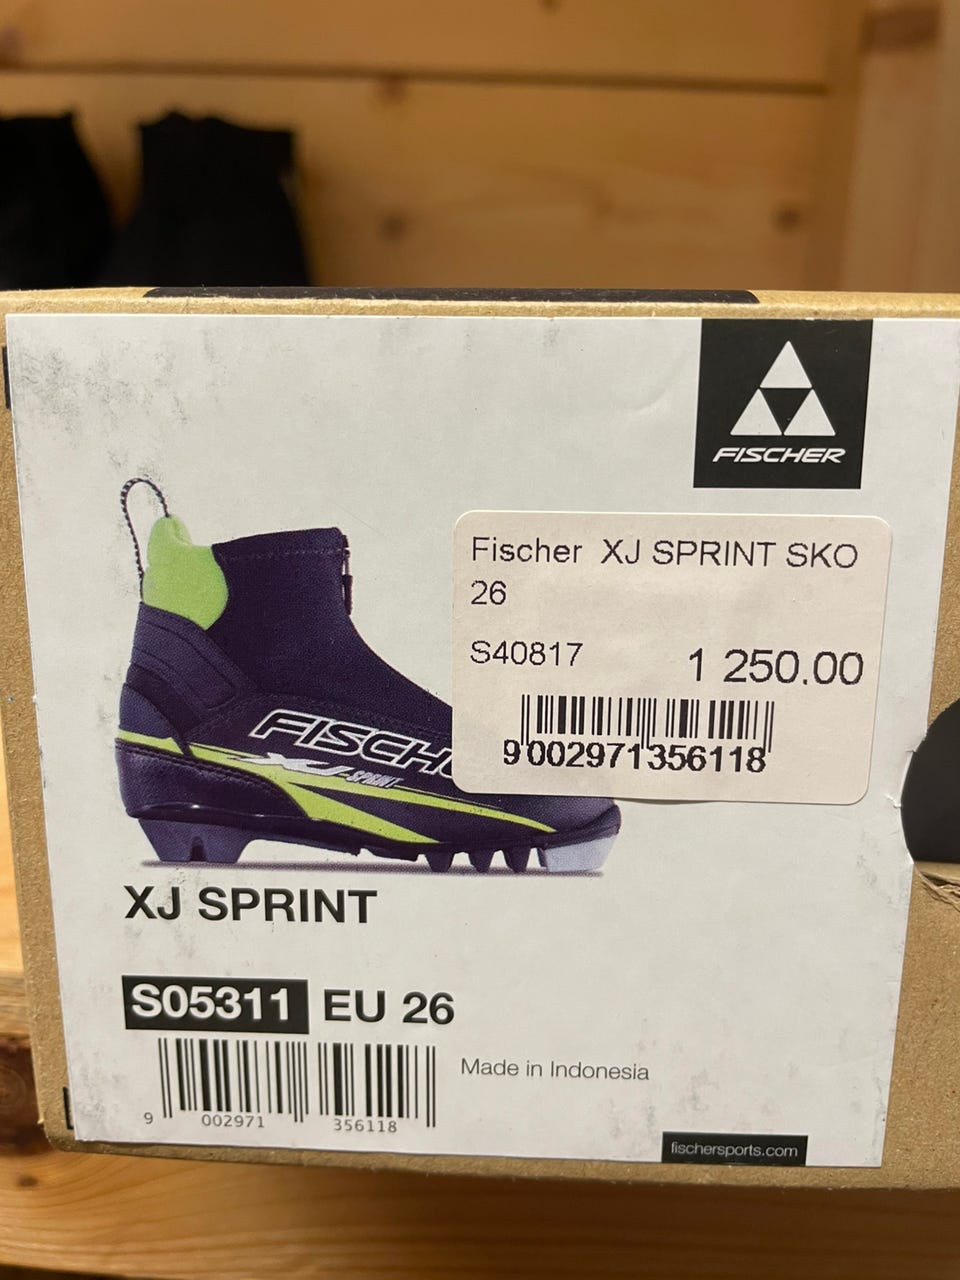 FISCHER
Fischer XJ SPRINT SKO
26
S40817 1 250.00
9 002971 356118
FISCH
XJ-SPRINT
XJ SPRINT
S05311 EU 26
Made in Indonesia
9 002971 356118
fischersports.com